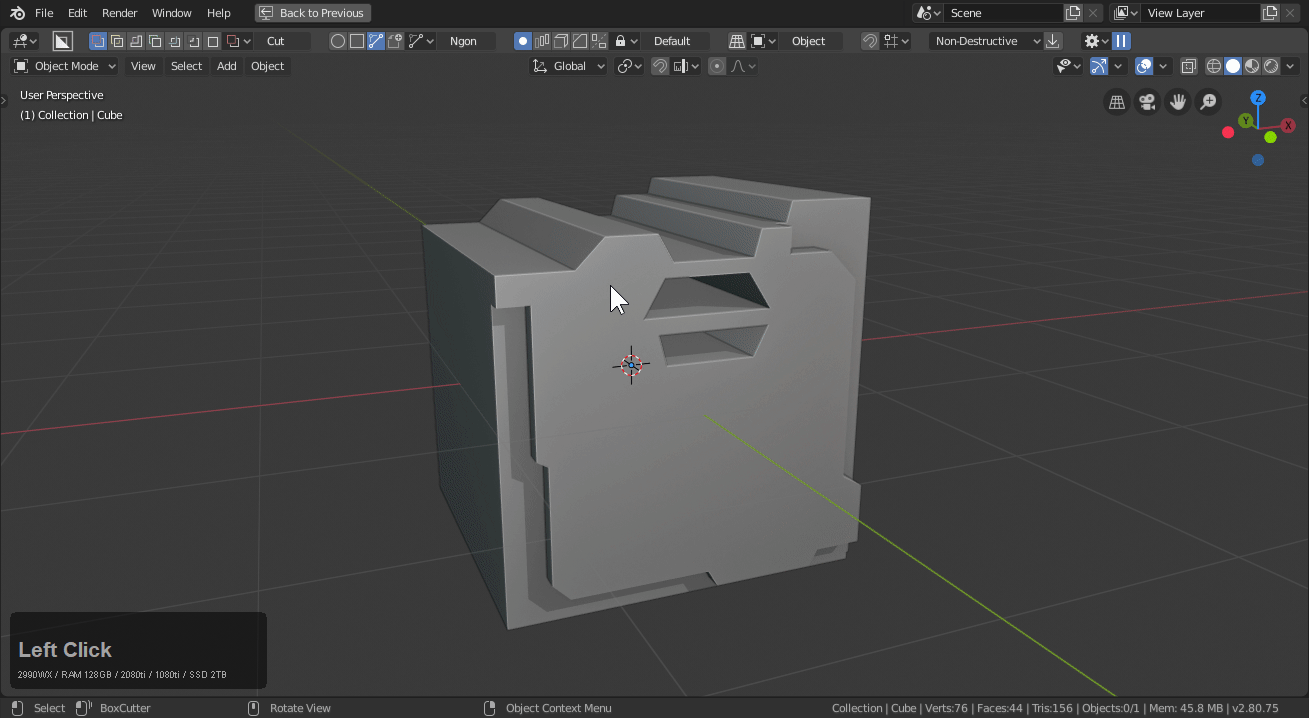 File Edit Render Window Help Back to Previous Scene View Layer
Cut Ngon Default Object Non-Destructive
Object Mode View Select Add Object Global
User Perspective
(1) Collection | Cube
Z
Y
X
Left Click
2990WX / RAM 128GB / 2080ti / 1080ti / SSD 2TB
Select BoxCutter Rotate View Object Context Menu Collection | Cube | Verts:76 | Faces:44 | Tris:156 | Objects:0/1 | Mem: 45.8 MB | v2.80.75